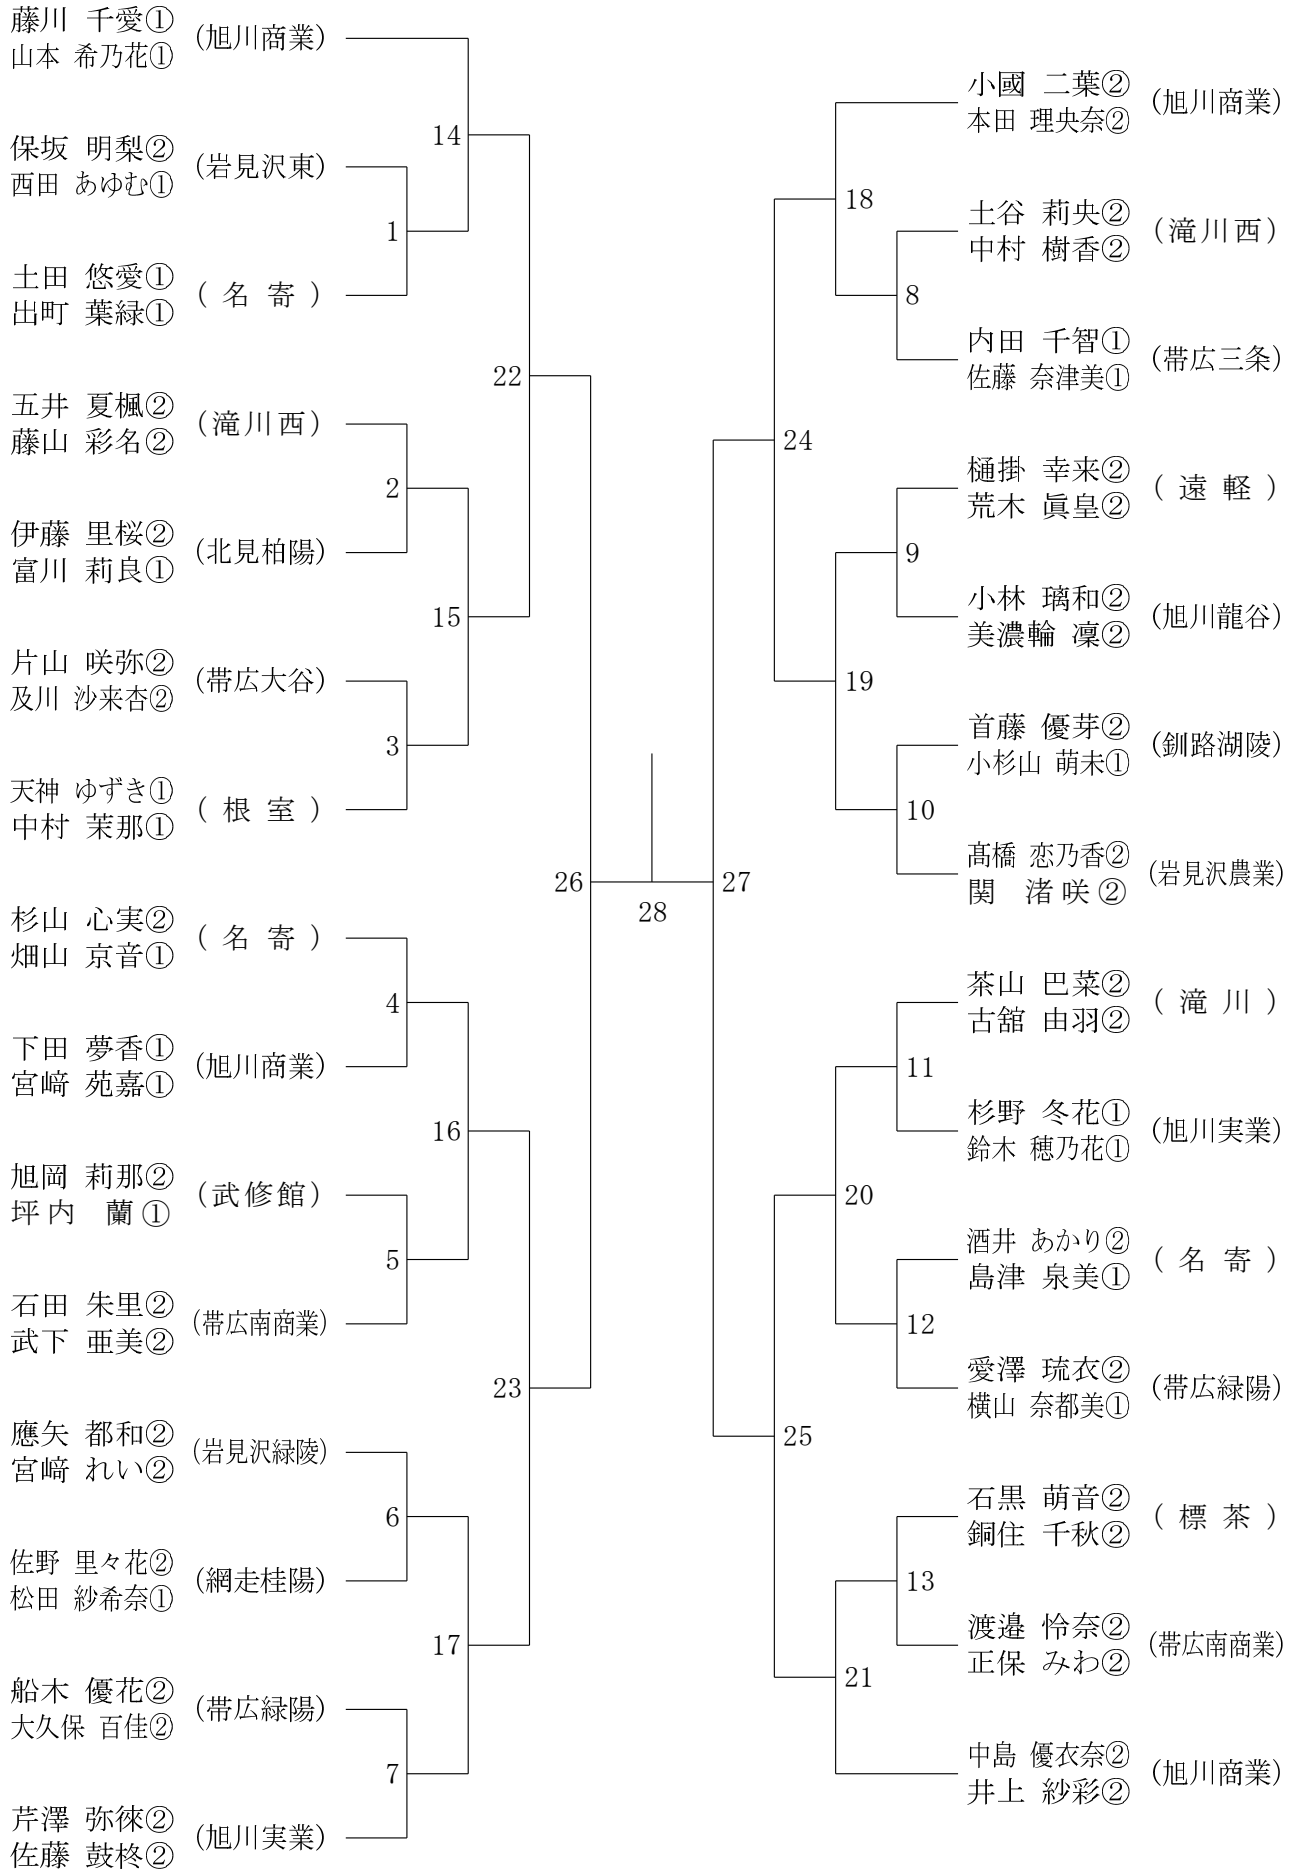 藤川 千愛①
山本 希乃花①
(旭川商業)
保坂 明梨②
西田 あゆむ①
(岩見沢東)
土田 悠愛①
出町 葉緑①
(名寄)
五井 夏楓②
藤山 彩名②
(滝川西)
伊藤 里桜②
富川 莉良①
(北見柏陽)
片山 咲弥②
及川 沙来杏②
(帯広大谷)
天神 ゆずき①
中村 茉那①
(根室)
杉山 心実②
畑山 京音①
(名寄)
下田 夢香①
宮﨑 苑嘉①
(旭川商業)
旭岡 莉那②
坪内 蘭①
(武修館)
石田 朱里②
武下 亜美②
(帯広南商業)
應矢 都和②
宮﨑 れい②
(岩見沢緑陵)
佐野 里々花②
松田 紗希奈①
(網走桂陽)
船木 優花②
大久保 百佳②
(帯広緑陽)
芹澤 弥徠②
佐藤 鼓柊②
(旭川実業)
1
2
3
4
5
6
7
14
15
16
17
22
23
26
28
27
24
25
18
19
20
21
8
9
10
11
12
13
小國 二葉②
本田 理央奈②
(旭川商業)
土谷 莉央②
中村 樹香②
(滝川西)
内田 千智①
佐藤 奈津美①
(帯広三条)
樋掛 幸来②
荒木 眞皇②
(遠軽)
小林 璃和②
美濃輪 凜②
(旭川龍谷)
首藤 優芽②
小杉山 萌未①
(釧路湖陵)
髙橋 恋乃香②
関 渚咲②
(岩見沢農業)
茶山 巴菜②
古舘 由羽②
(滝川)
杉野 冬花①
鈴木 穂乃花①
(旭川実業)
酒井 あかり②
島津 泉美①
(名寄)
愛澤 琉衣②
横山 奈都美①
(帯広緑陽)
石黒 萌音②
銅住 千秋②
(標茶)
渡邉 怜奈②
正保 みわ②
(帯広南商業)
中島 優衣奈②
井上 紗彩②
(旭川商業)